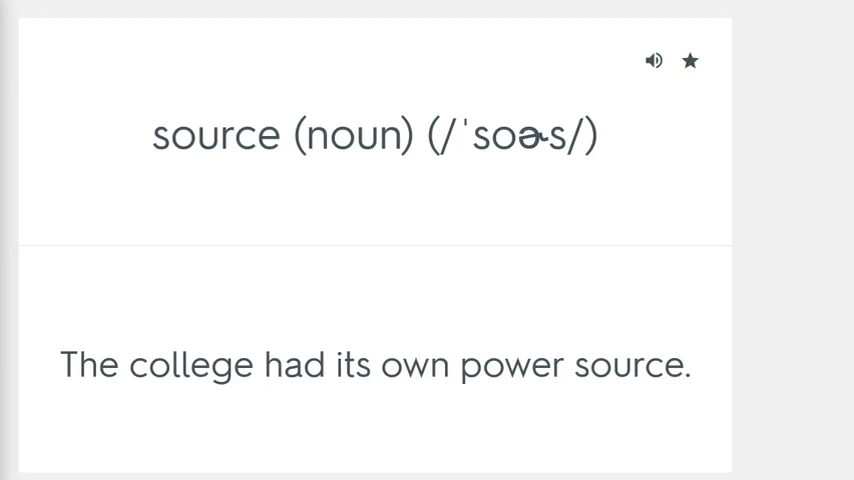 source (noun) (/ˈsoɚs/)
The college had its own power source.